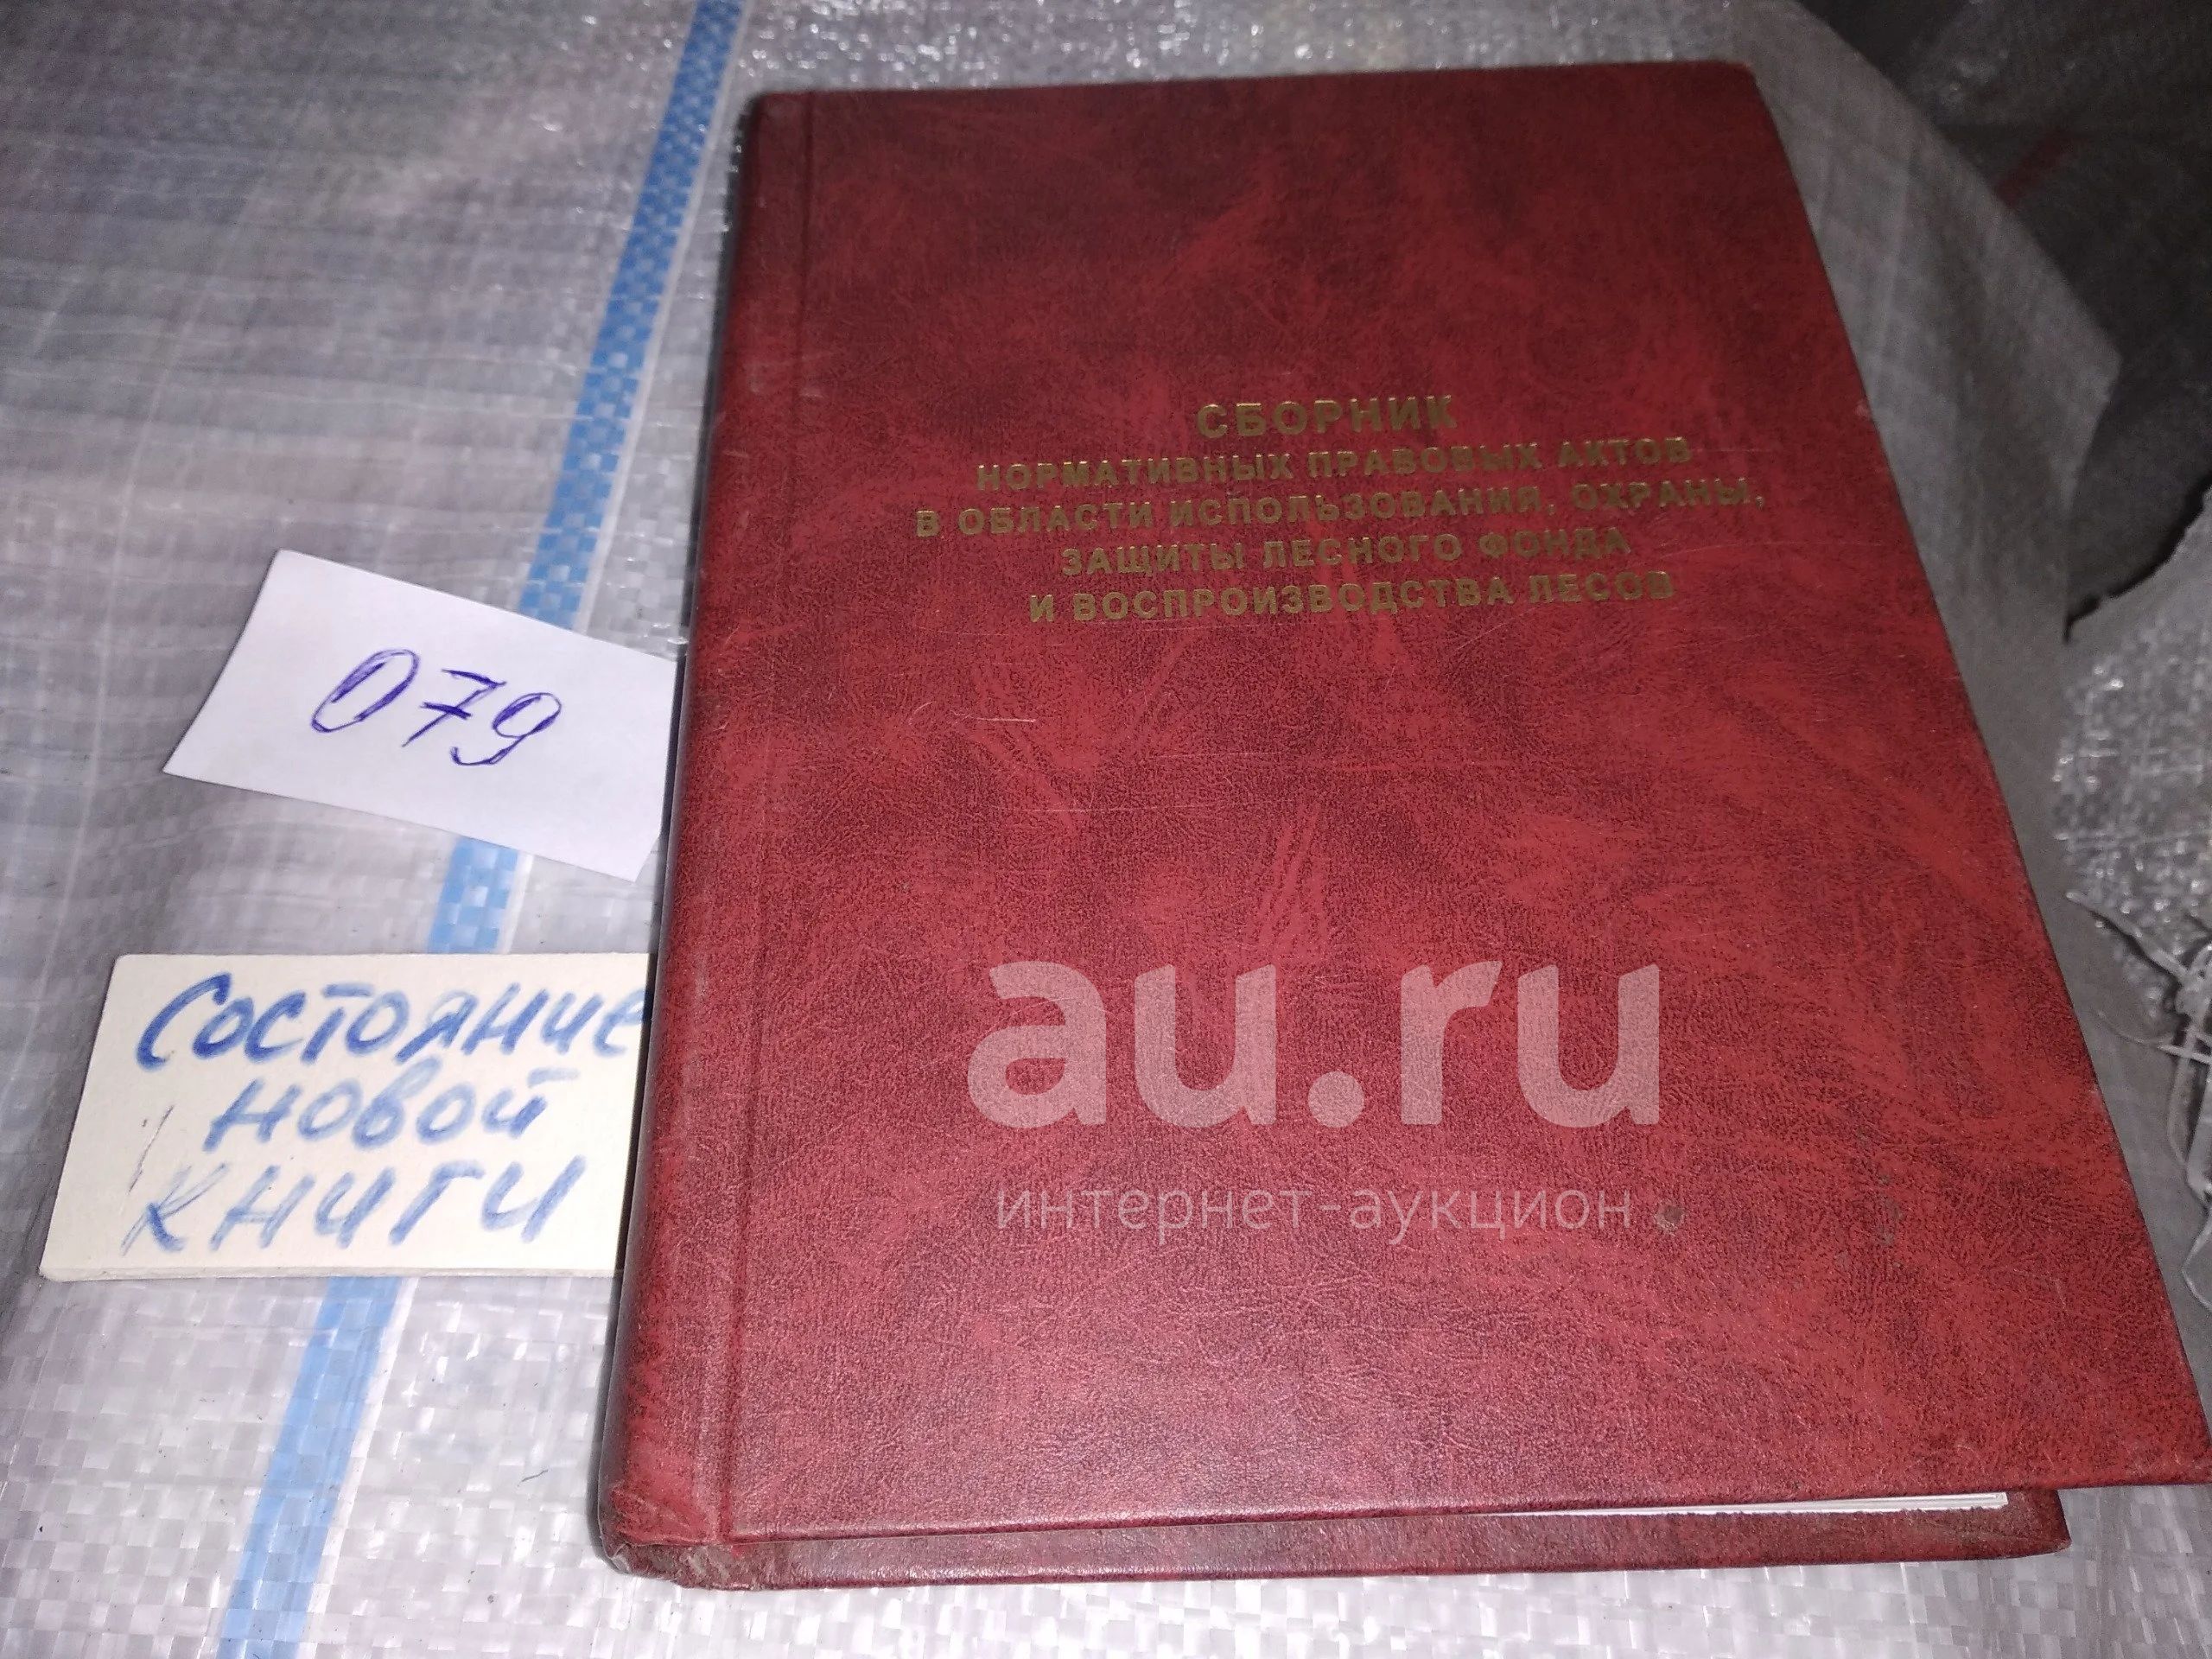 СБОРНИК
НОРМАТИВНЫХ ПРАВОВЫХ АКТОВ
В ОБЛАСТИ ИСПОЛЬЗОВАНИЯ, ОХРАНЫ,
ЗАЩИТЫ ЛЕСНОГО ФОНДА
И ВОСПРОИЗВОДСТВА ЛЕСОВ
079
Состояние
новой
книги
au.ru
интернет-аукцион